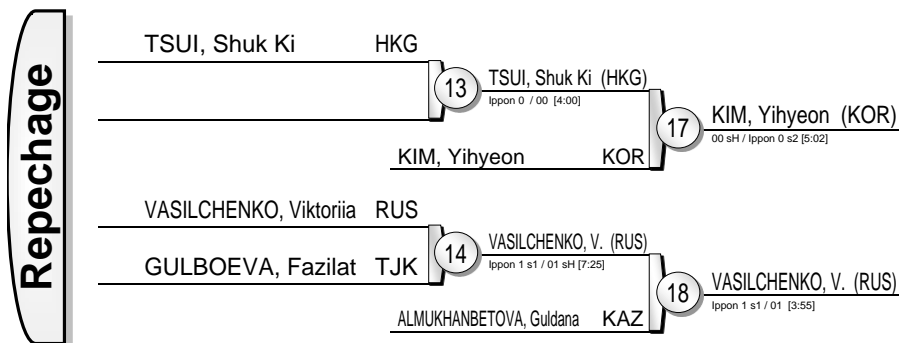 Repechage
TSUI, Shuk Ki HKG
13
TSUI, Shuk Ki (HKG)
Ippon 0 / 00 [4:00]
KIM, Yihyeon KOR
17
KIM, Yihyeon (KOR)
00 sH / Ippon 0 s2 [5:02]
VASILCHENKO, Viktoriia RUS
GULBOEVA, Fazilat TJK
14
VASILCHENKO, V. (RUS)
Ippon 1 s1 / 01 sH [7:25]
ALMUKHANBETOVA, Guldana KAZ
18
VASILCHENKO, V. (RUS)
Ippon 1 s1 / 01 [3:55]